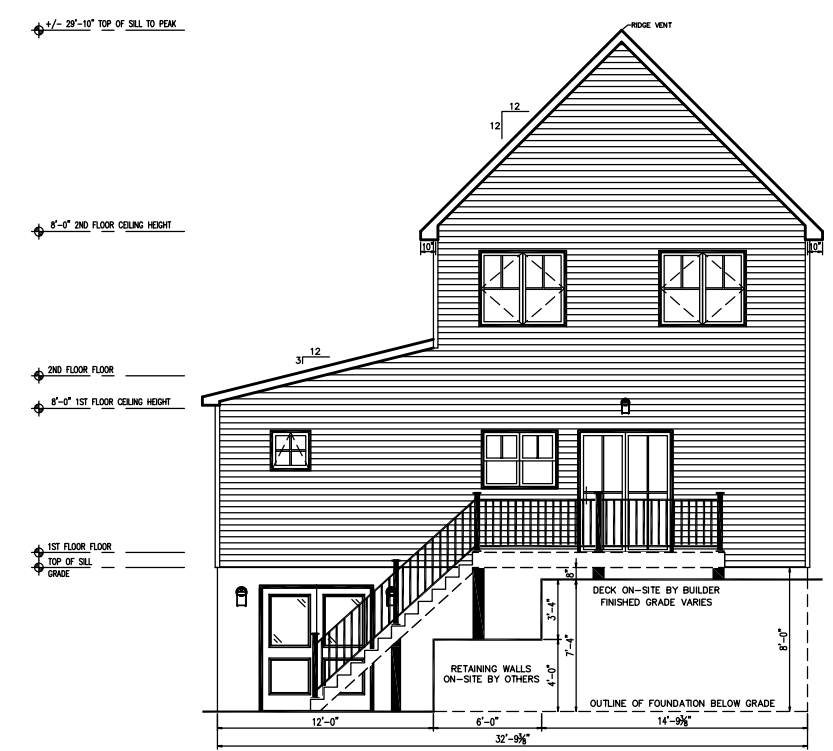 +/- 29'-10" TOP OF SILL TO PEAK
RIDGE VENT
12
12
8'-0" 2ND FLOOR CEILING HEIGHT
10"
10"
12
3
2ND FLOOR FLOOR
8'-0" 1ST FLOOR CEILING HEIGHT
1ST FLOOR FLOOR
TOP OF SILL
GRADE
8"
DECK ON-SITE BY BUILDER
FINISHED GRADE VARIES
3'-4"
7'-4"
8'-0"
RETAINING WALLS
ON-SITE BY OTHERS
4'-0"
OUTLINE OF FOUNDATION BELOW GRADE
12'-0"
6'-0"
14'-9⅜"
32'-9⅜"